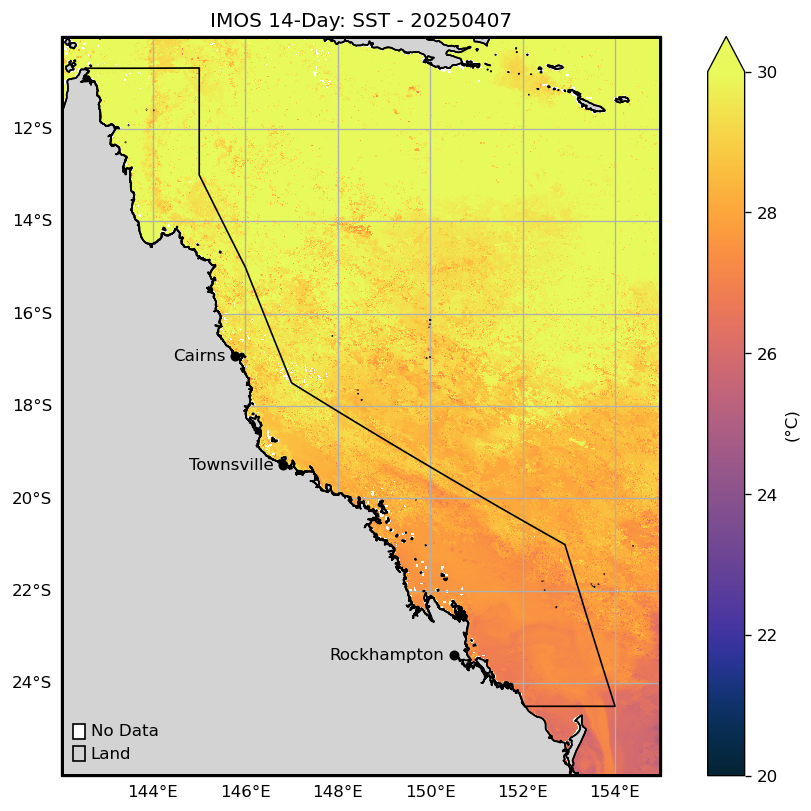 IMOS 14-Day: SST - 20250407
12°S
14°S
16°S
18°S
20°S
22°S
24°S
Cairns
Townsville
Rockhampton
No Data
Land
144°E 146°E 148°E 150°E 152°E 154°E
30
28
26
24
22
20
(°C)